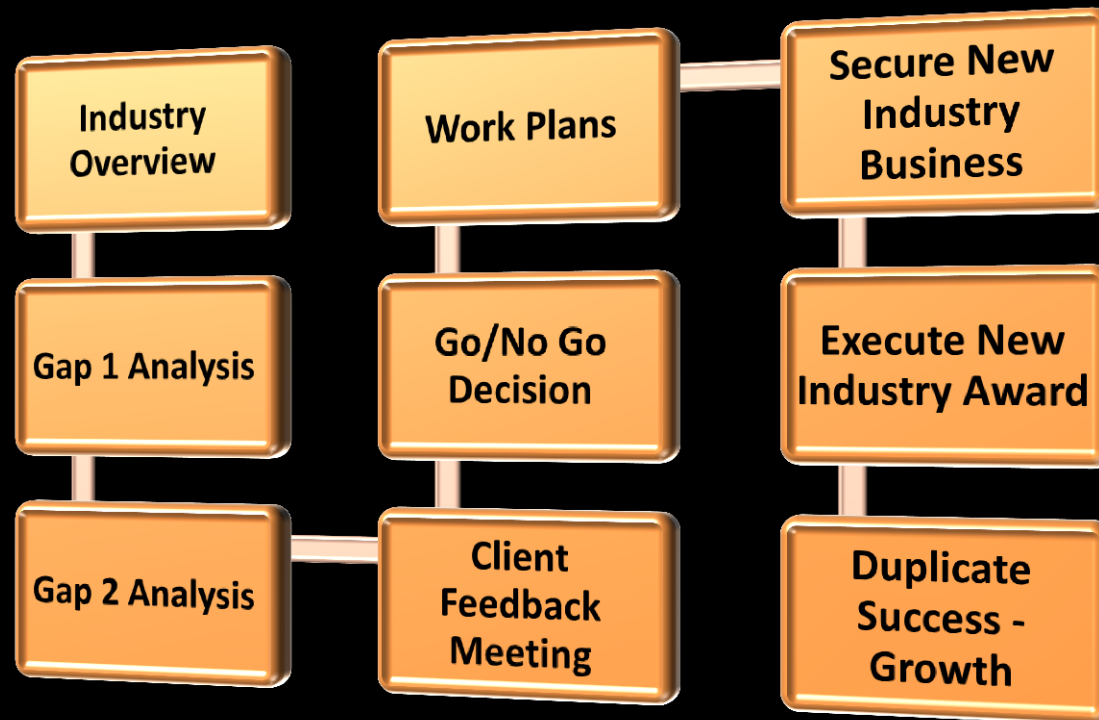 Industry
Overview
Gap 1 Analysis
Gap 2 Analysis
Client
Feedback
Meeting
Go/No Go
Decision
Work Plans
Secure New
Industry
Business
Execute New
Industry Award
Duplicate
Success -
Growth